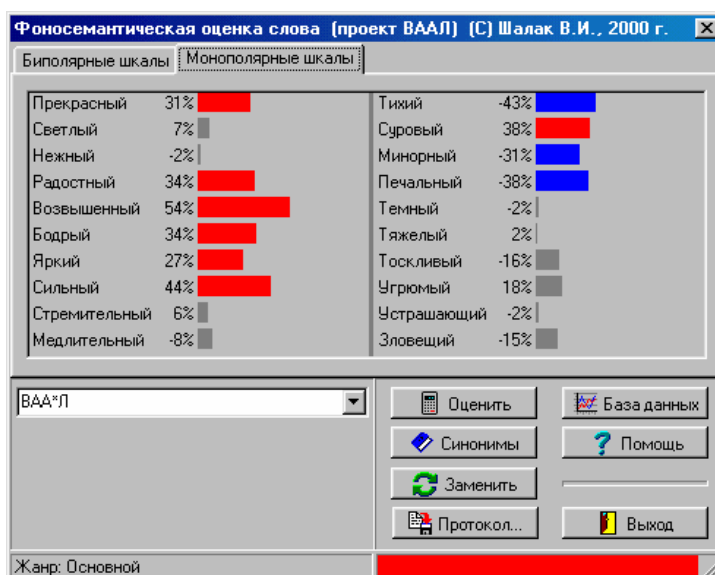 Фоносемантическая оценка слова (проект ВААЛ) (C) Шалак В.И., 2000 г.
Биполярные шкалы Монополярные шкалы
Прекрасный 31%
Светлый 7%
Нежный -2%
Радостный 34%
Возвышенный 54%
Бодрый 34%
Яркий 27%
Сильный 44%
Стремительный 6%
Медлительный -8%
Тихий -43%
Суровый 38%
Минорный -31%
Печальный -38%
Темный -2%
Тяжелый 2%
Тоскливый -16%
Угрюмый 18%
Устрашающий -2%
Зловещий -15%
ВАА*Л
Оценить
База данных
Синонимы
Помощь
Заменить
Протокол...
Выход
Жанр: Основной